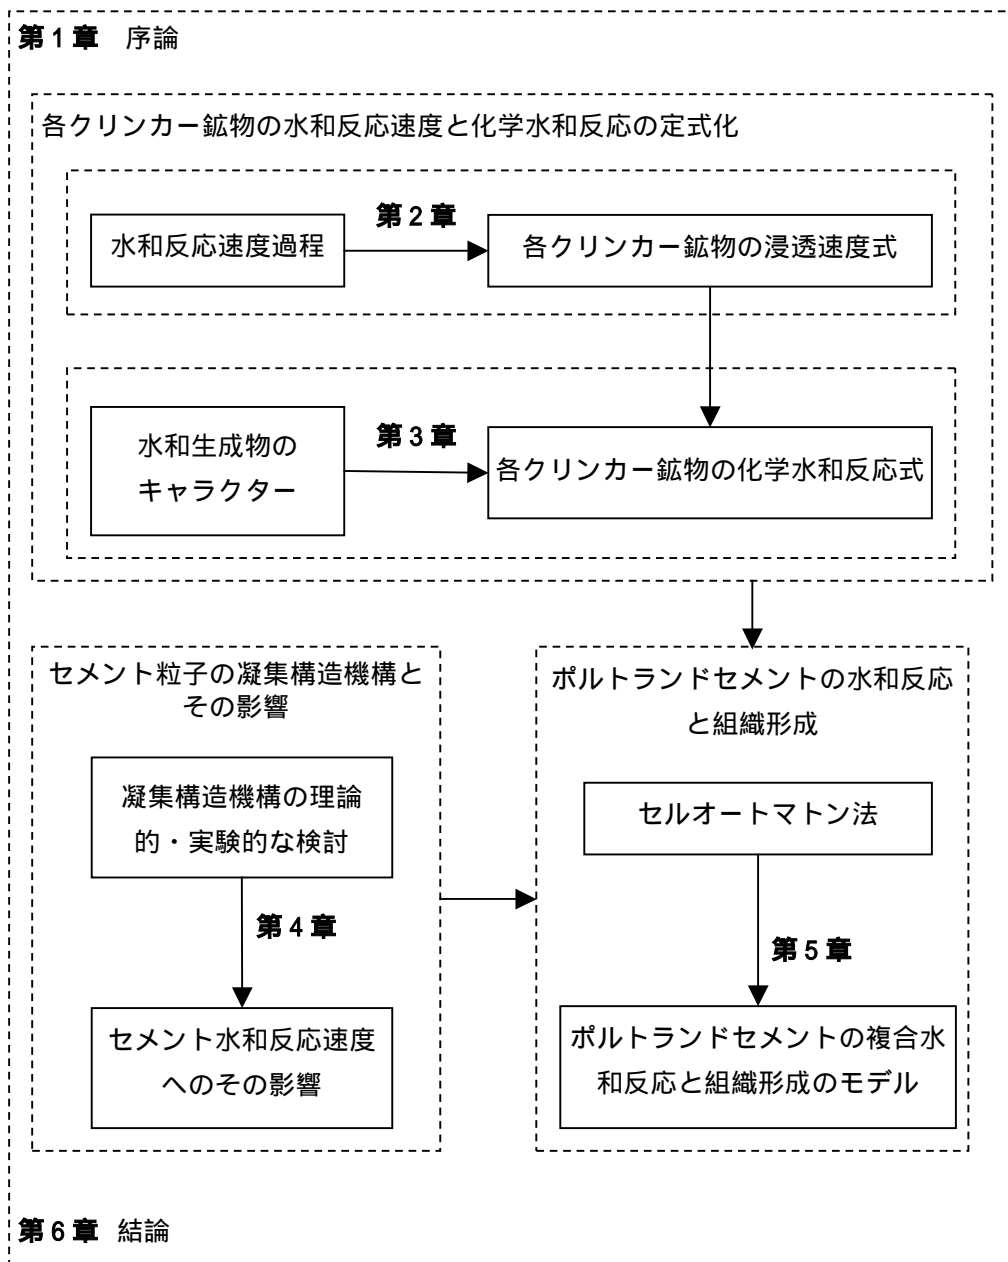 第1章 序論
各クリンカー鉱物の水和反応速度と化学水和反応の定式化
第2章
水和反応速度過程
各クリンカー鉱物の浸透速度式
第3章
水和生成物の
キャラクター
各クリンカー鉱物の化学水和反応式
セメント粒子の凝集構造機構と
その影響
凝集構造機構の理論
的・実験的な検討
第4章
セメント水和反応速度
へのその影響
ポルトランドセメントの水和反応
と組織形成
セルオートマトン法
第5章
ポルトランドセメントの複合水
和反応と組織形成のモデル
第6章 結論